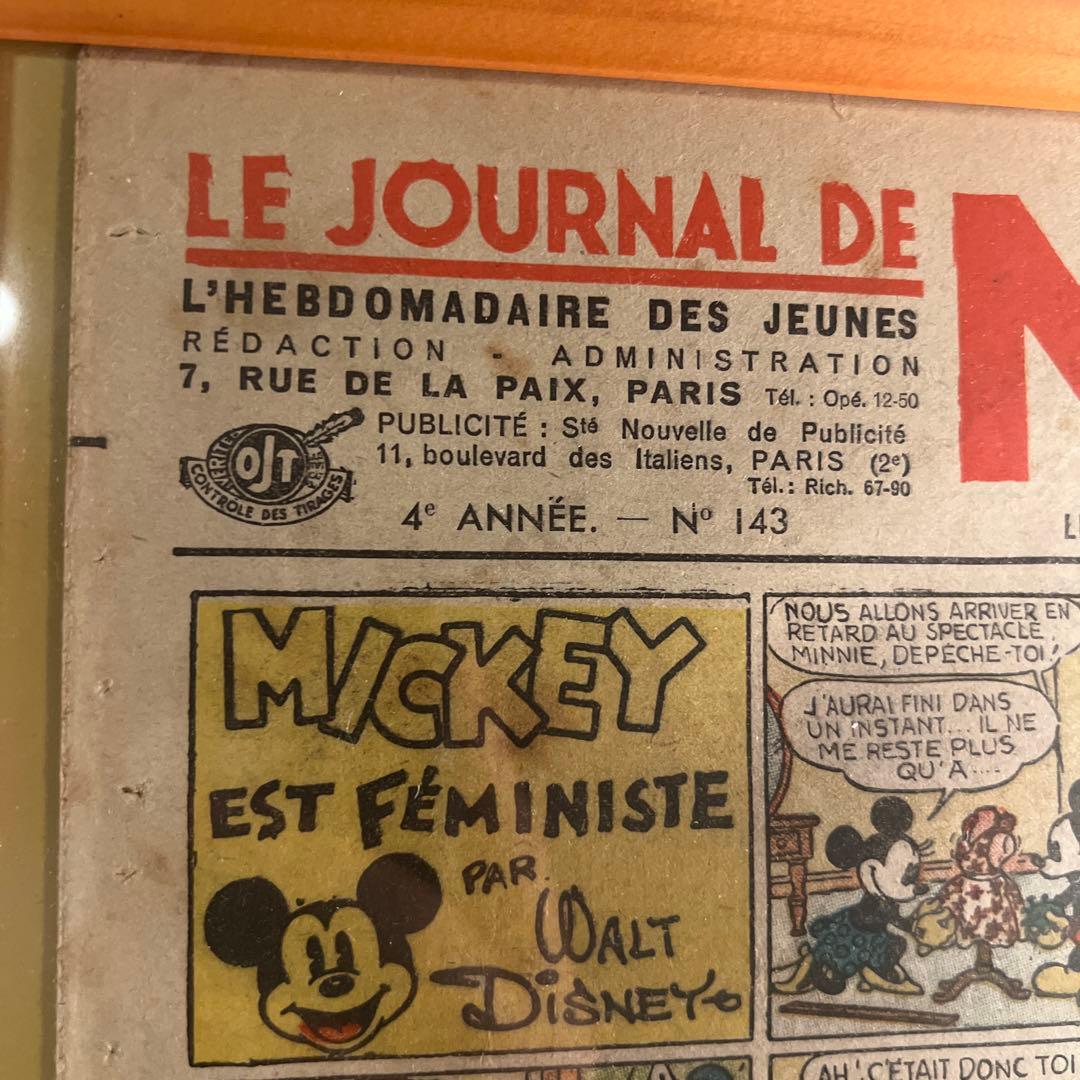 LE JOURNAL DE
L'HEBDOMADAIRE DES JEUNES
RÉDACTION - ADMINISTRATION
7, RUE DE LA PAIX, PARIS Tél. : Opé. 12-50
PUBLICITÉ : Sté Nouvelle de Publicité
11, boulevard des Italiens, PARIS (2e)
Tél. : Rich. 67-90
OJT
CONTROLE DES TIRAGES
4e ANNÉE. — No 143
MICKEY
EST FÉMINISTE
PAR
WALT
DISNEY
NOUS ALLONS ARRIVER EN
RETARD AU SPECTACLE,
MINNIE, DEPÉCHE-TOI!
J'AURAI FINI DANS
UN INSTANT... IL NE
ME RESTE PLUS
QU'A....
AH! C'ETAIT DONC TOI